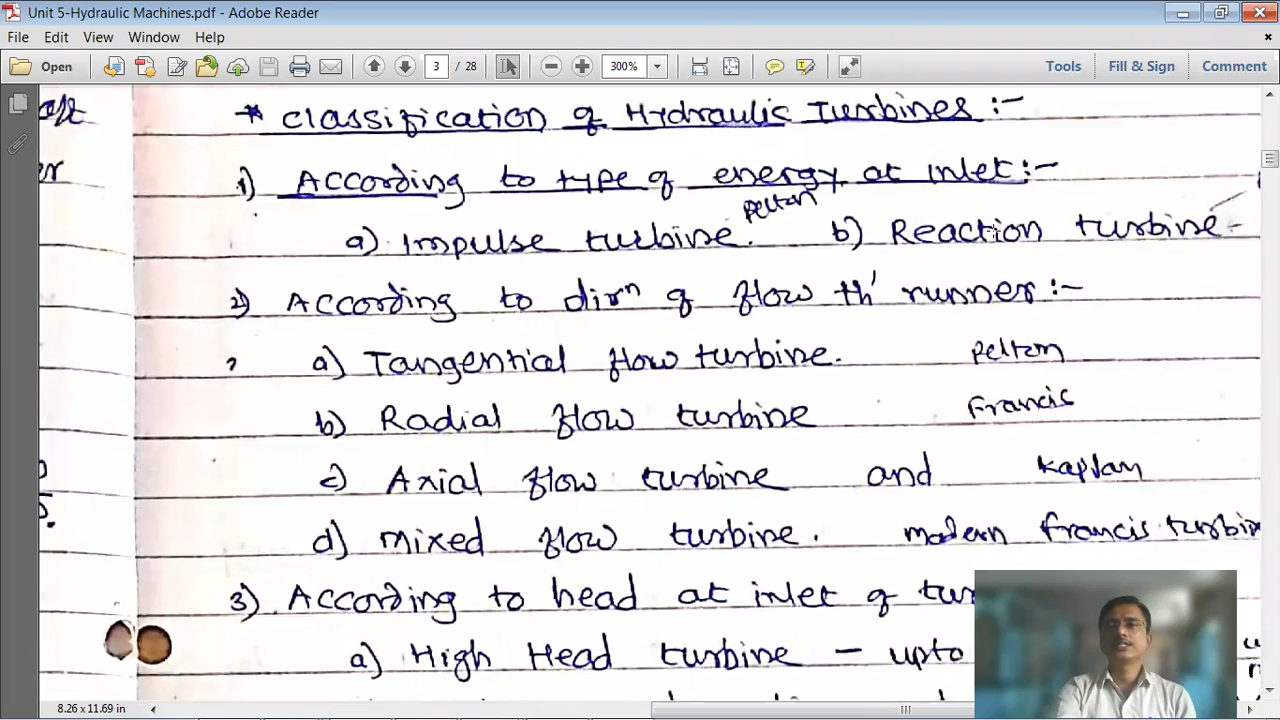 Unit 5-Hydraulic Machines.pdf - Adobe Reader
File Edit View Window Help
Open 3 / 28 300% Tools Fill & Sign Comment
* Classification of Hydraulic Turbines :-
1) According to type of energy at inlet :-
Pelton
a) Impulse turbine. b) Reaction turbine
2) According to dirn of flow th' runner :-
a) Tangential flow turbine. Pelton
b) Radial flow turbine Francis
c) Axial flow turbine and Kaplan
d) Mixed flow turbine. modern Francis turbin
3) According to head at inlet of tur
a) High Head turbine - upto
8.26 x 11.69 in